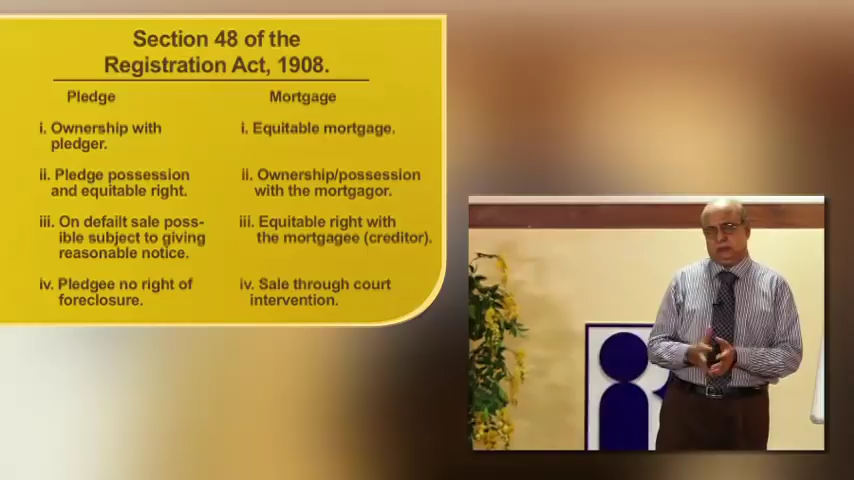 Section 48 of the
Registration Act, 1908.
Pledge
i. Ownership with
pledger.
ii. Pledge possession
and equitable right.
iii. On defailt sale poss-
ible subject to giving
reasonable notice.
iv. Pledgee no right of
foreclosure.
Mortgage
i. Equitable mortgage.
ii. Ownership/possession
with the mortgagor.
iii. Equitable right with
the mortgagee (creditor).
iv. Sale through court
intervention.